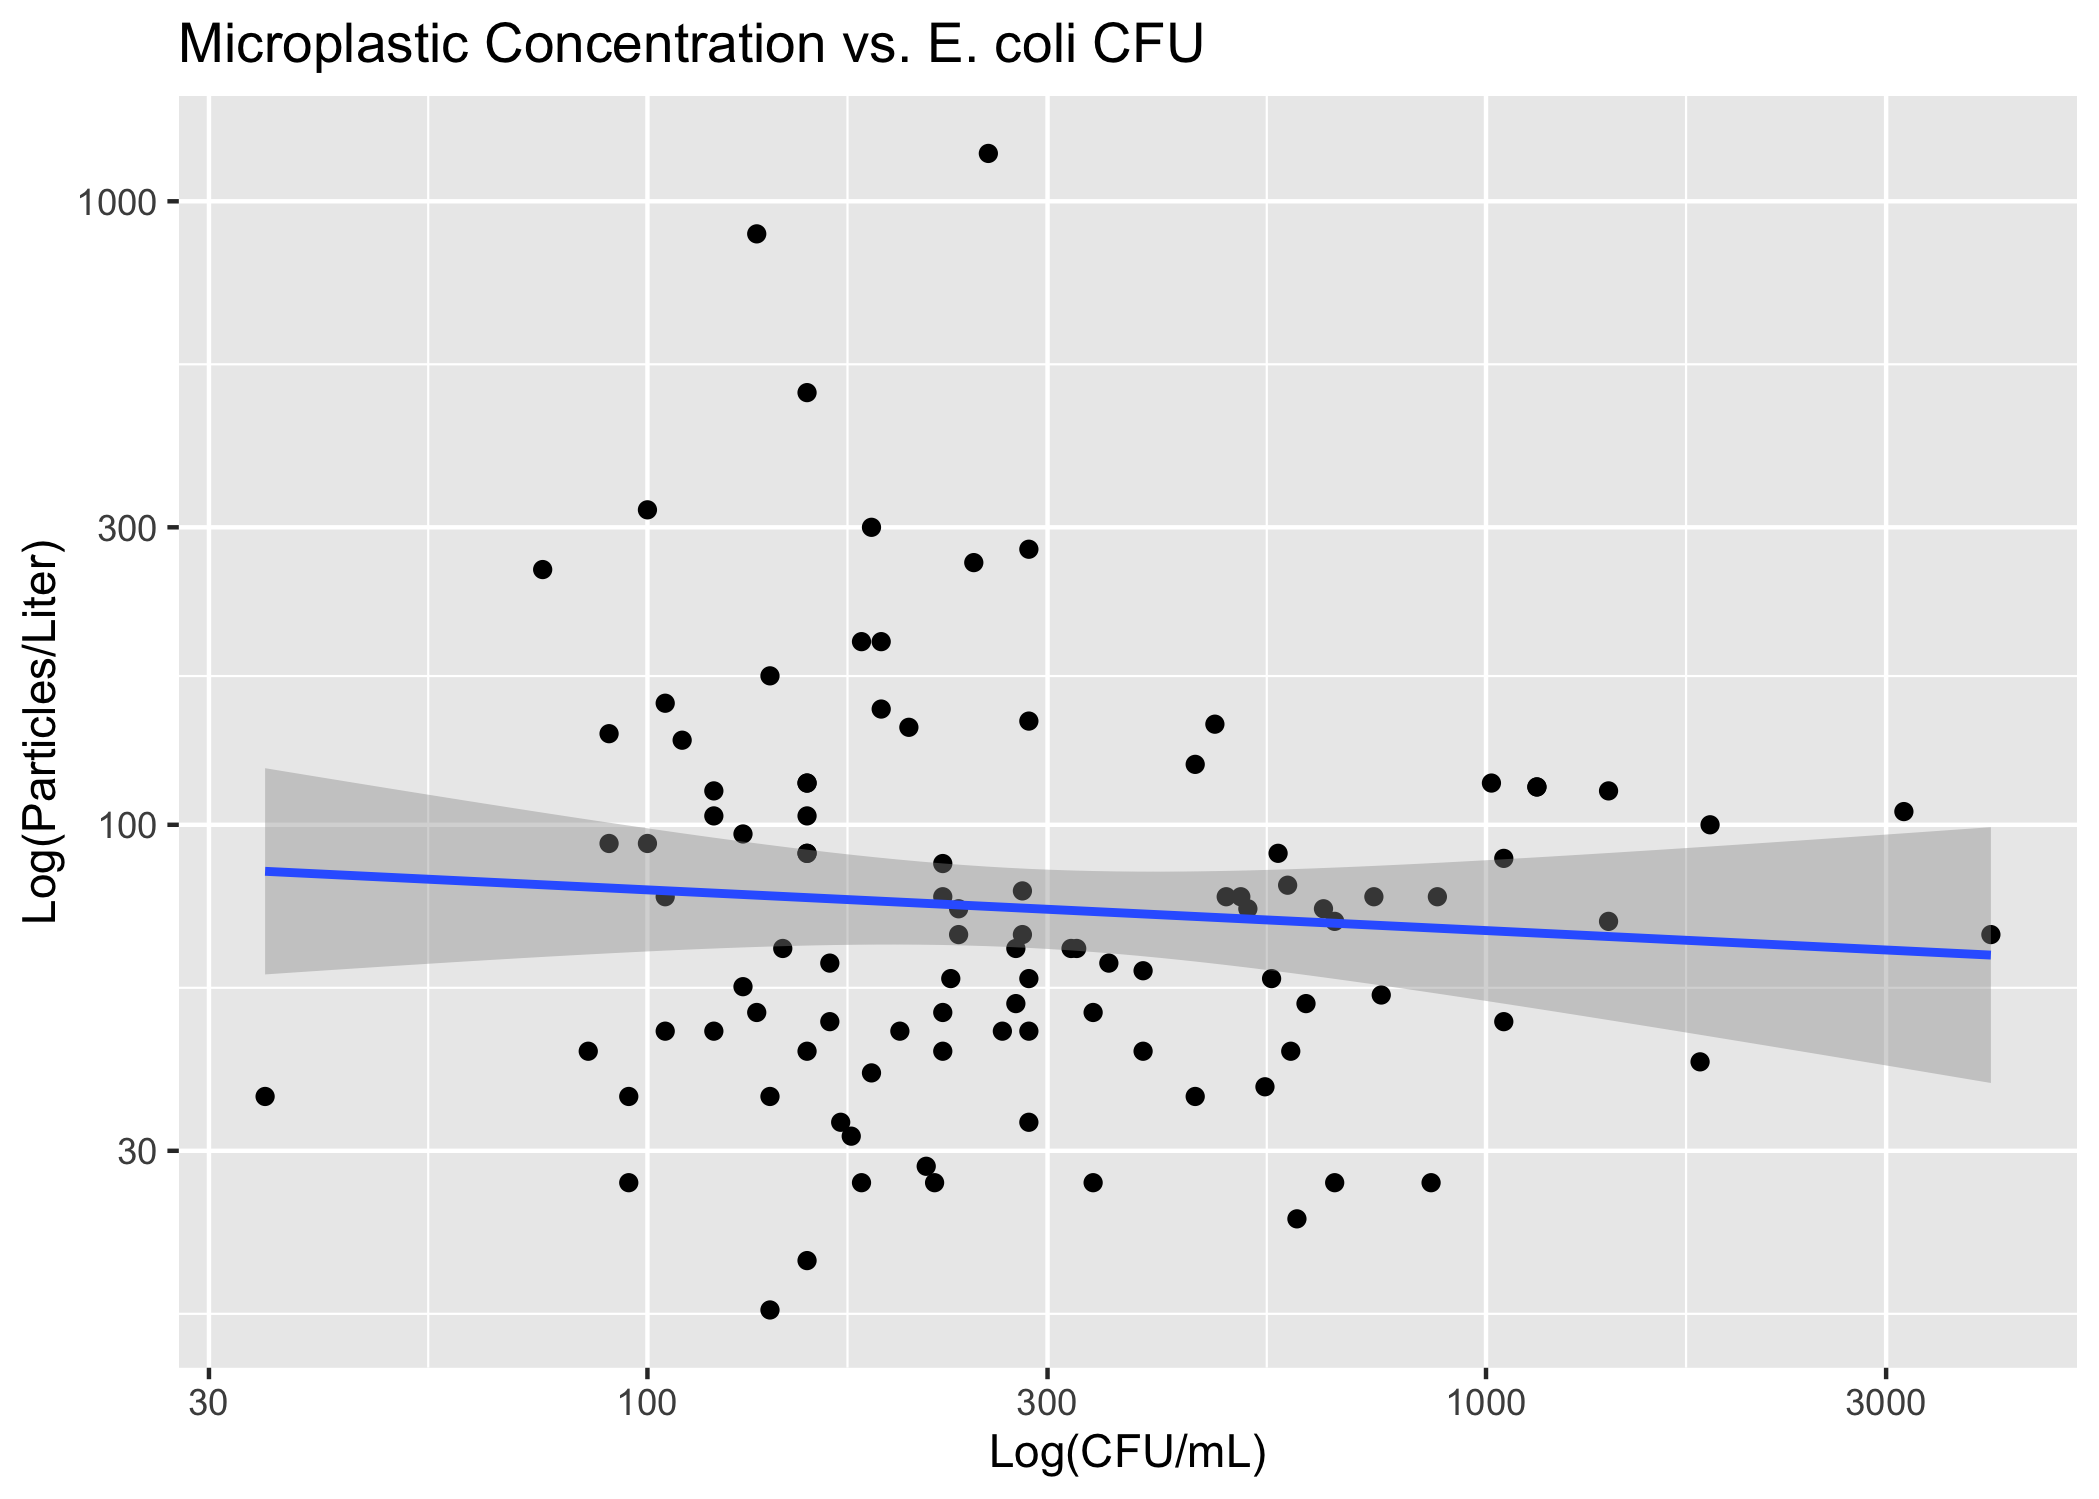 Microplastic Concentration vs. E. coli CFU
1000
300
100
30
Log(Particles/Liter)
30 100 300 1000 3000
Log(CFU/mL)